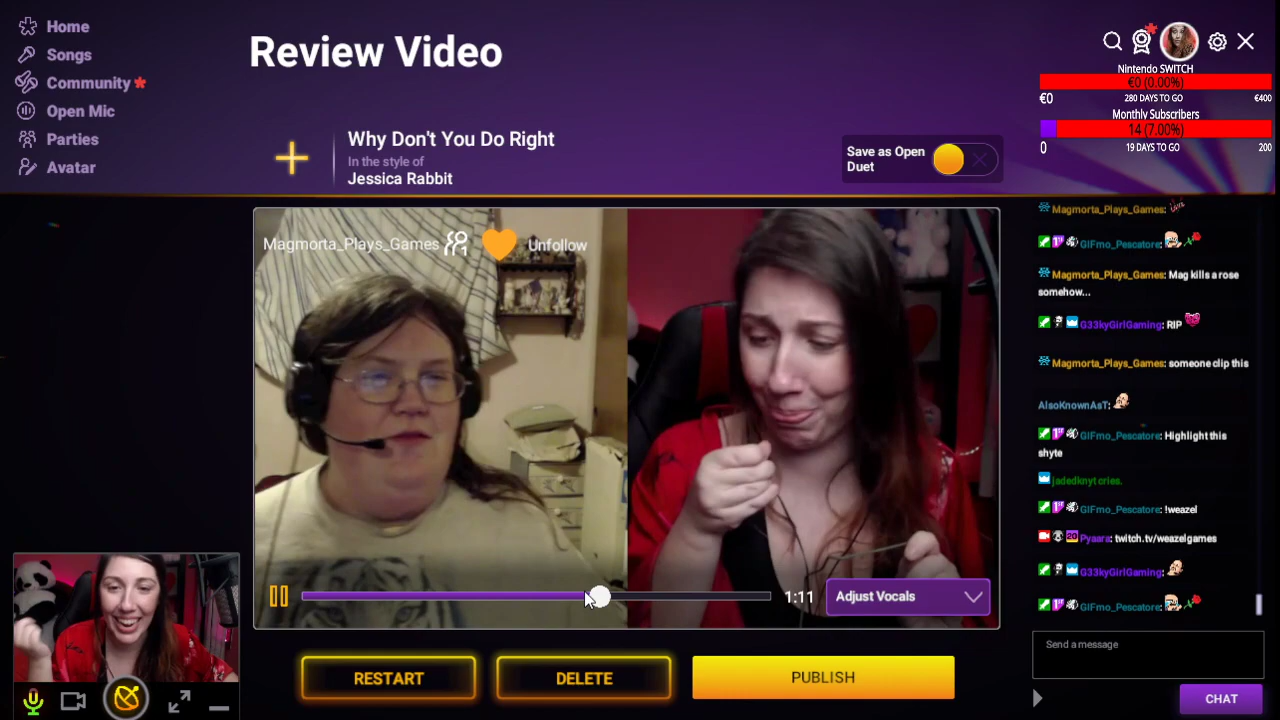 Home
Songs
Community
Open Mic
Parties
Avatar
Review Video
Why Don't You Do Right
In the style of
Jessica Rabbit
Save as Open
Duet
Nintendo SWITCH
€0 (0.00%)
€0 280 DAYS TO GO €400
Monthly Subscribers
14 (7.00%)
0 19 DAYS TO GO 200
Magmorta_Plays_Games Unfollow
1:11
Adjust Vocals
RESTART
DELETE
PUBLISH
Magmorta_Plays_Games:
GIFmo_Pescatore:
Magmorta_Plays_Games: Mag kills a rose
somehow...
G33kyGirlGaming: RIP
Magmorta_Plays_Games: someone clip this
AlsoKnownAsT:
GIFmo_Pescatore: Highlight this
shyte
jadedknyt cries.
GIFmo_Pescatore: !weazel
20 Pyaara: twitch.tv/weazelgames
G33kyGirlGaming:
GIFmo_Pescatore:
Send a message
CHAT